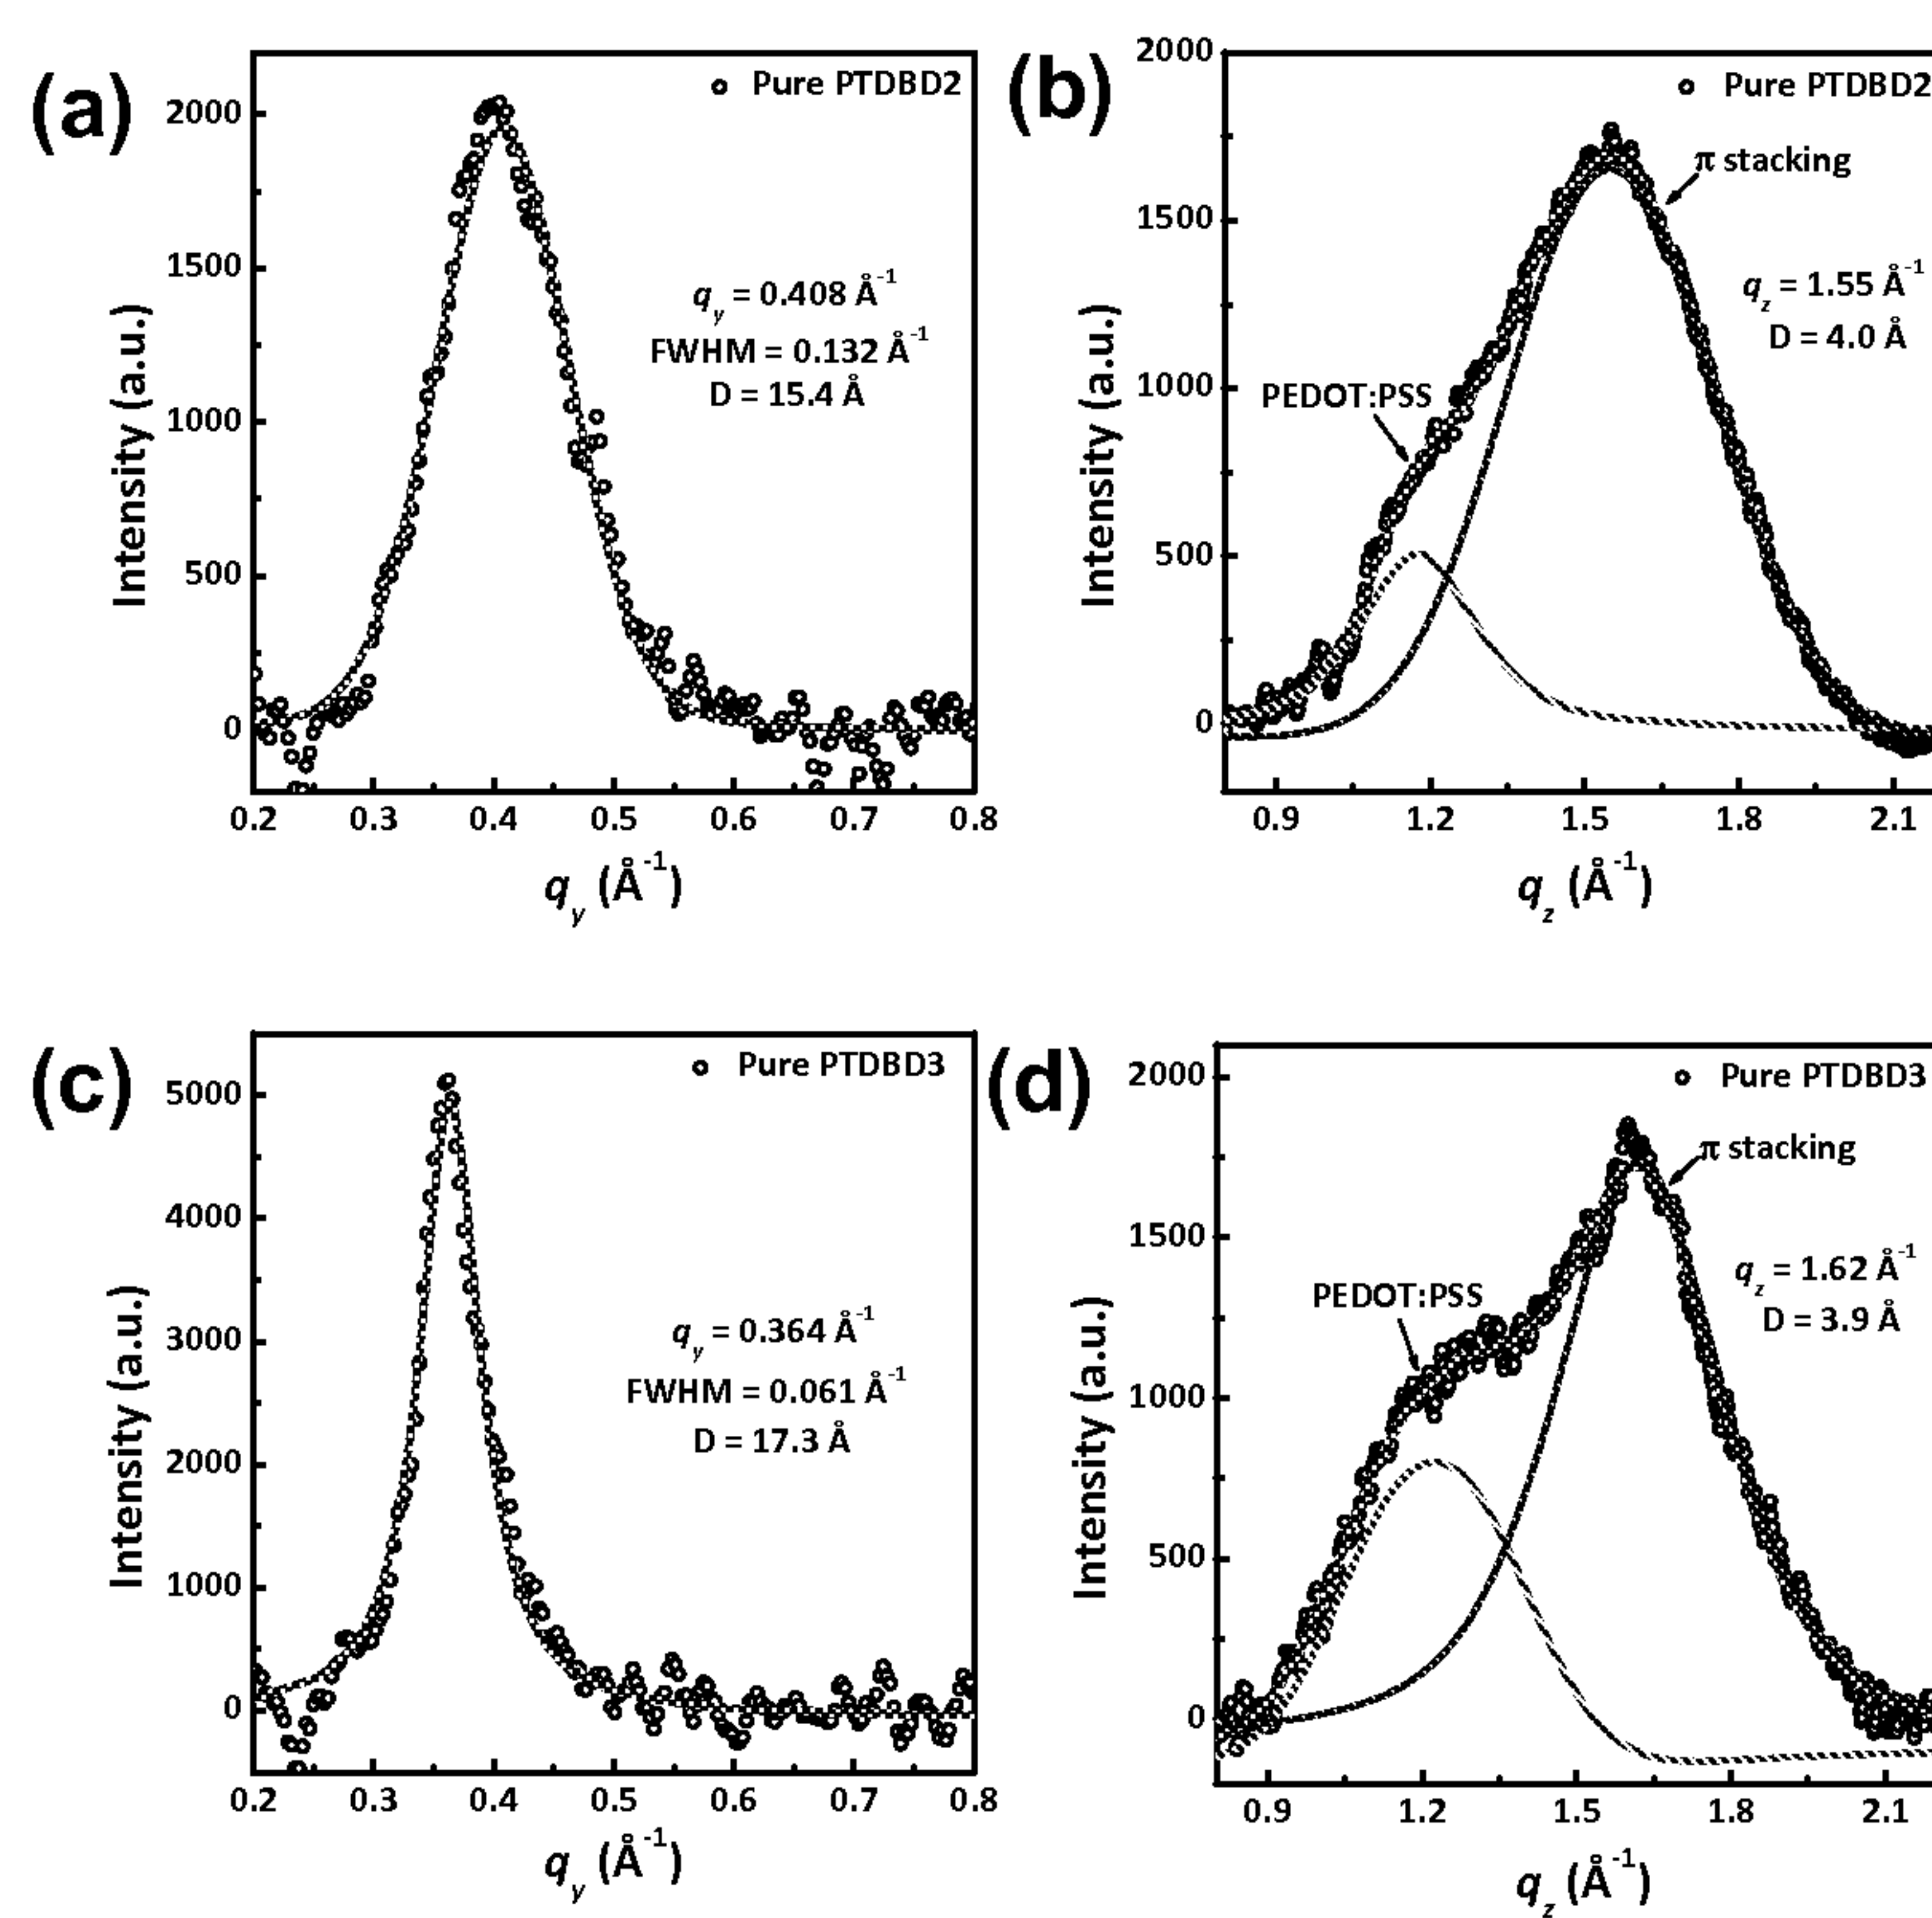 (a)
Pure PTDBD2
2000
1500
1000
500
0
Intensity (a.u.)
q_y = 0.408 Å⁻¹
FWHM = 0.132 Å⁻¹
D = 15.4 Å
0.2 0.3 0.4 0.5 0.6 0.7 0.8
q_y (Å⁻¹)
(b)
Pure PTDBD2
π stacking
2000
1500
1000
500
0
Intensity (a.u.)
q_z = 1.55 Å⁻¹
D = 4.0 Å
PEDOT:PSS
0.9 1.2 1.5 1.8 2.1
q_z (Å⁻¹)
(c)
Pure PTDBD3
5000
4000
3000
2000
1000
0
Intensity (a.u.)
q_y = 0.364 Å⁻¹
FWHM = 0.061 Å⁻¹
D = 17.3 Å
0.2 0.3 0.4 0.5 0.6 0.7 0.8
q_y (Å⁻¹)
(d)
Pure PTDBD3
π stacking
2000
1500
1000
500
0
Intensity (a.u.)
q_z = 1.62 Å⁻¹
D = 3.9 Å
PEDOT:PSS
0.9 1.2 1.5 1.8 2.1
q_z (Å⁻¹)